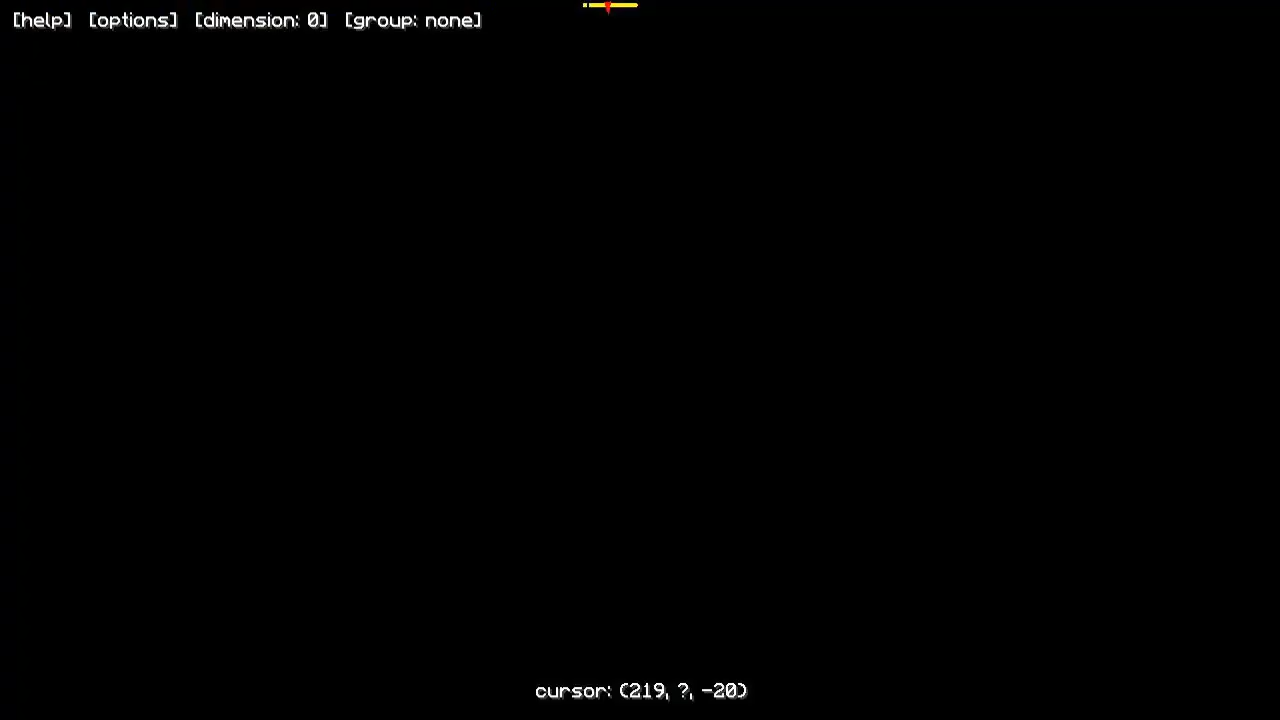 [help] [options] [dimension: 0] [group: none]
cursor: (219, ?, -20)